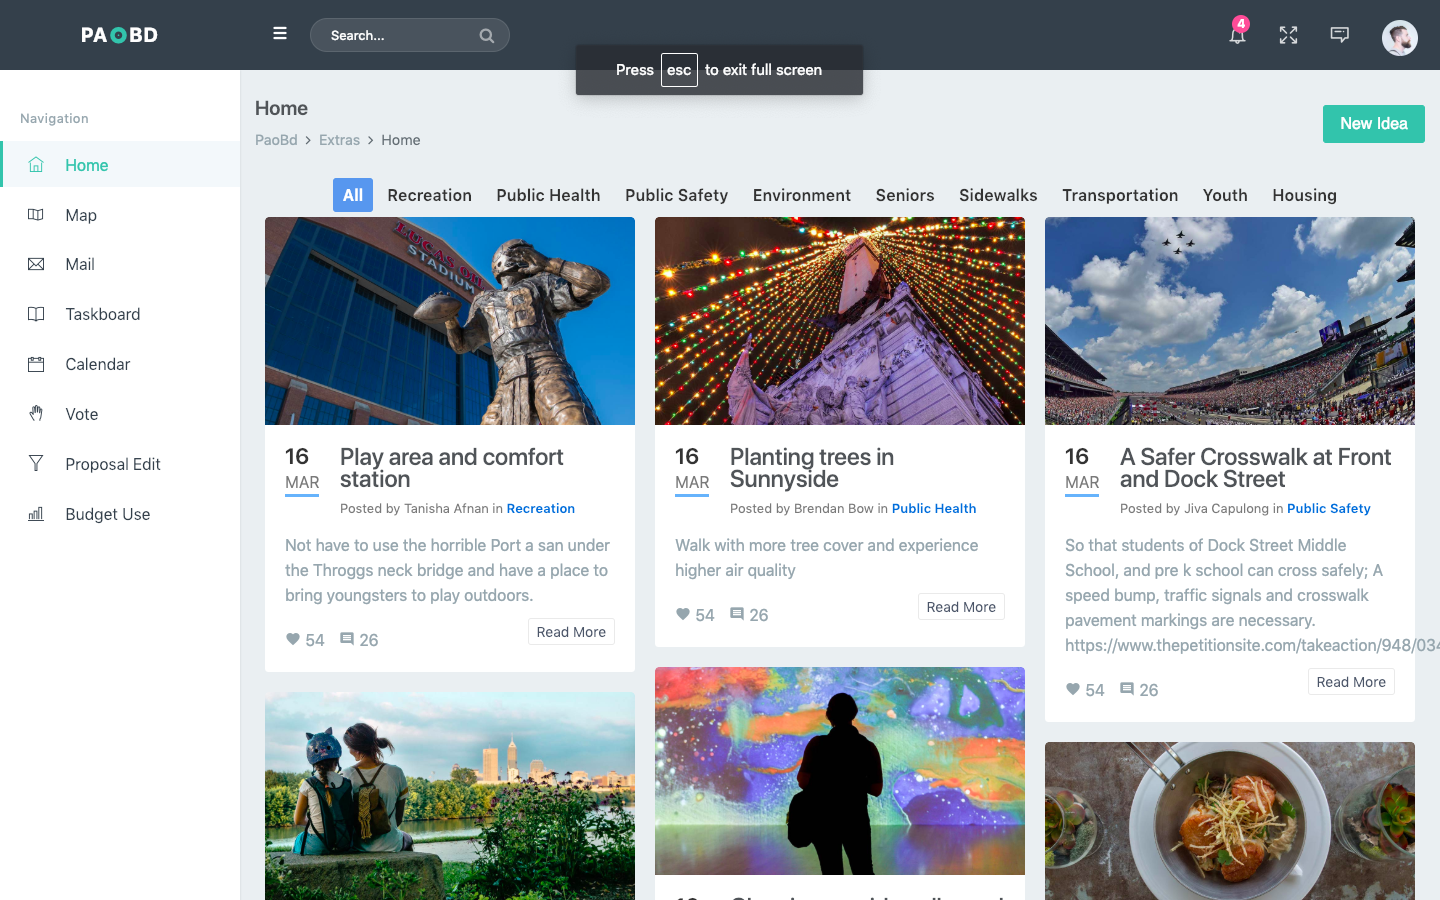 PAOBD
Search...
4
Press esc to exit full screen
Navigation
Home
Map
Mail
Taskboard
Calendar
Vote
Proposal Edit
Budget Use
Home
PaoBd > Extras > Home
New Idea
All Recreation Public Health Public Safety Environment Seniors Sidewalks Transportation Youth Housing
LUCAS OIL
STADIUM
16
MAR
Play area and comfort
station
Posted by Tanisha Afnan in Recreation
Not have to use the horrible Port a san under
the Throggs neck bridge and have a place to
bring youngsters to play outdoors.
54 26
Read More
16
MAR
Planting trees in
Sunnyside
Posted by Brendan Bow in Public Health
Walk with more tree cover and experience
higher air quality
54 26
Read More
16
MAR
A Safer Crosswalk at Front
and Dock Street
Posted by Jiva Capulong in Public Safety
So that students of Dock Street Middle
School, and pre k school can cross safely; A
speed bump, traffic signals and crosswalk
pavement markings are necessary.
https://www.thepetitionsite.com/takeaction/948/034
54 26
Read More